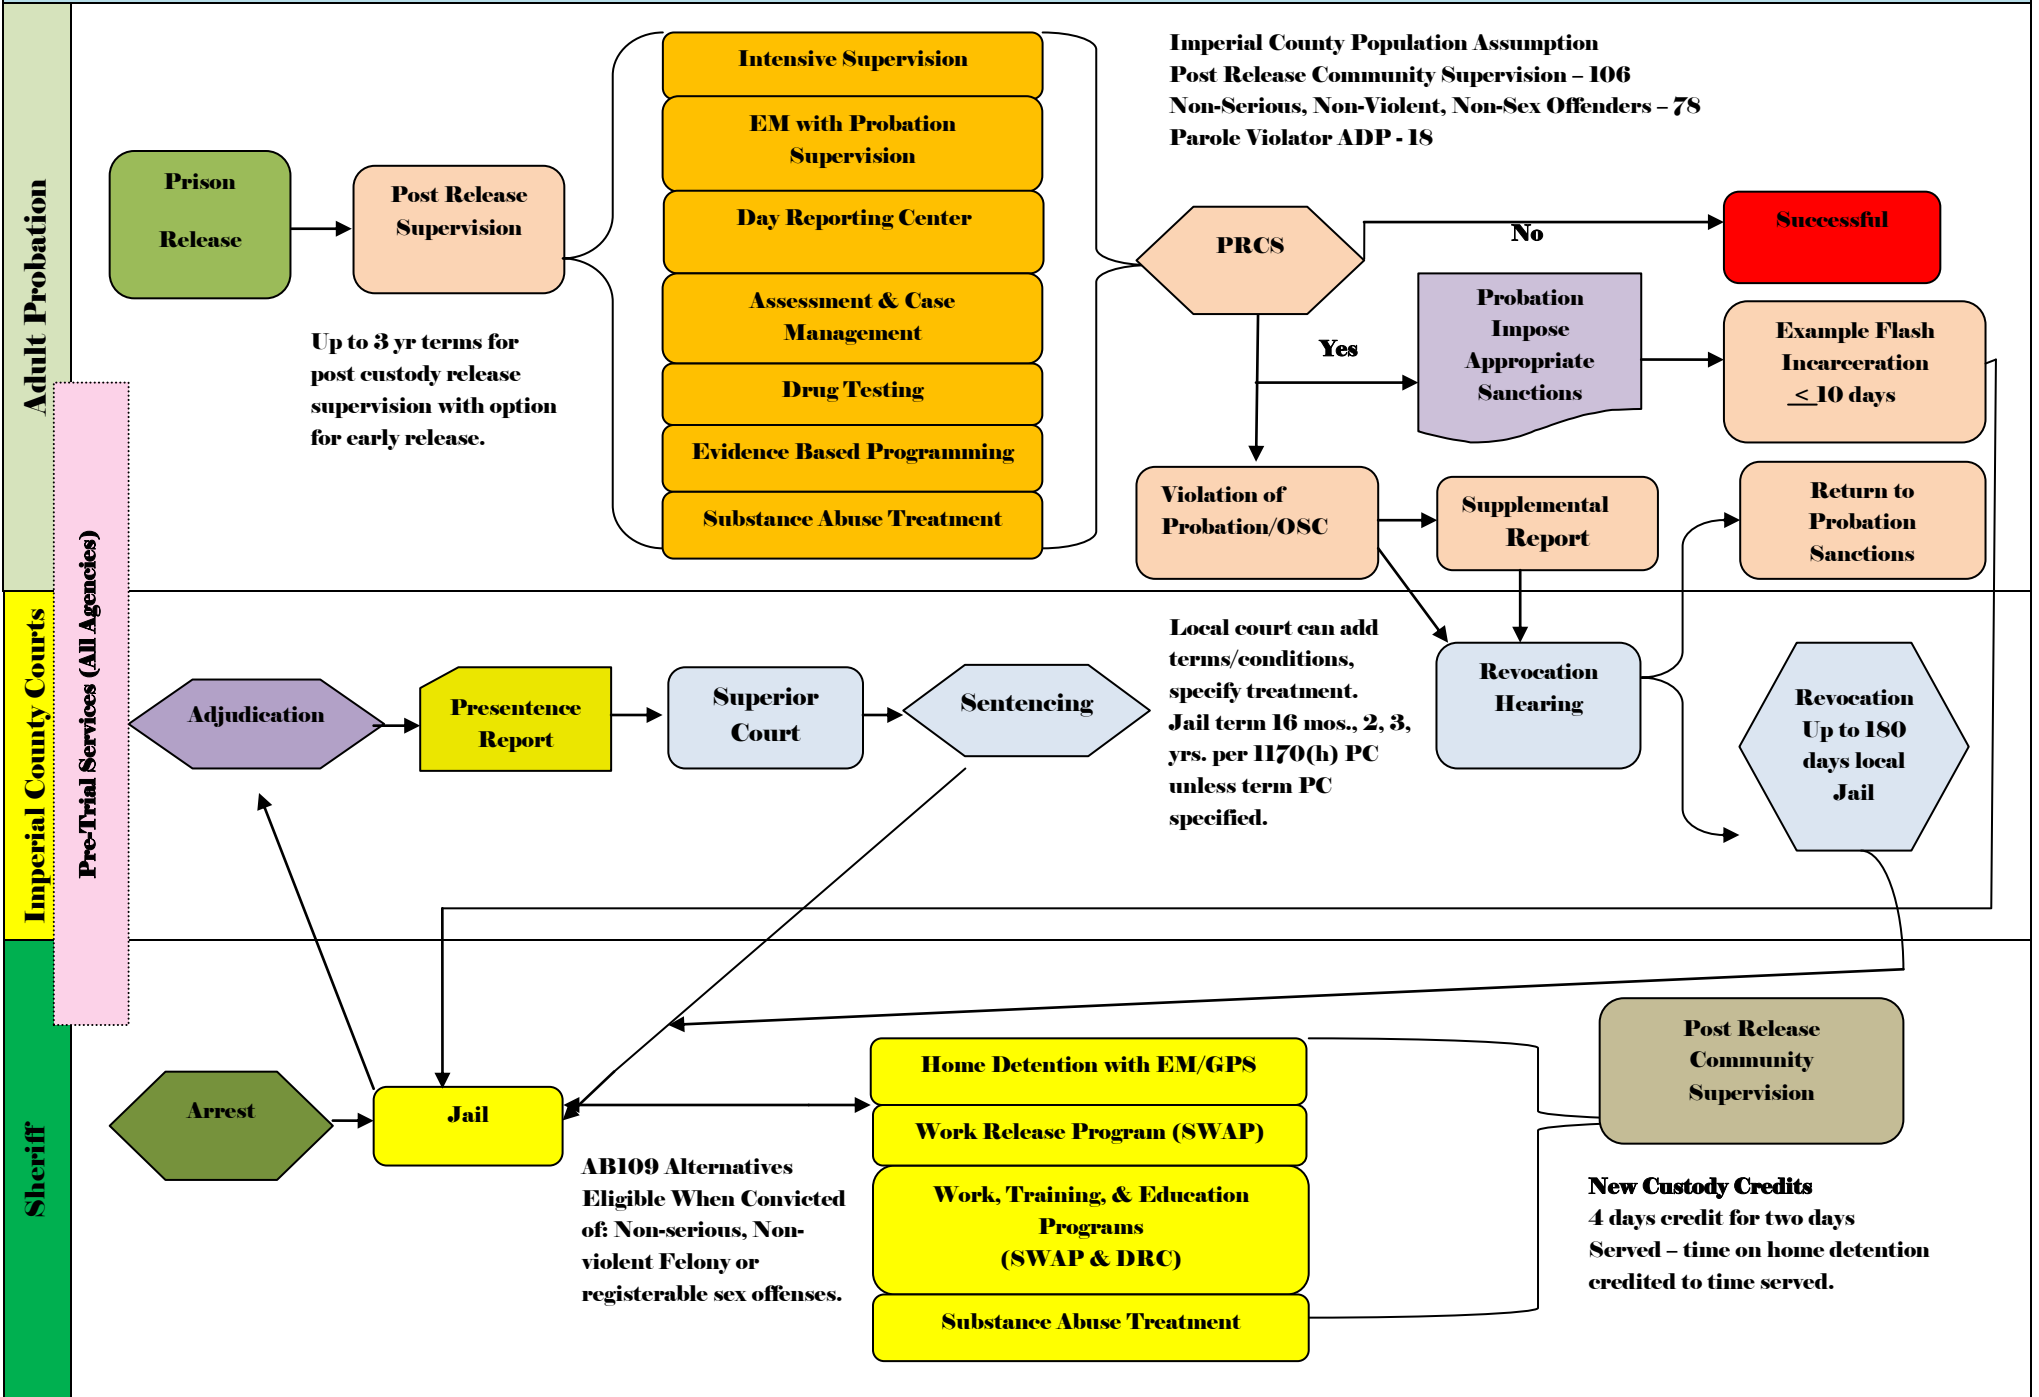 Adult Probation
Imperial County Courts
Sheriff
Pre-Trial Services (All Agencies)
Prison
Release
Post Release
Supervision
Up to 3 yr terms for
post custody release
supervision with option
for early release.
Intensive Supervision
EM with Probation
Supervision
Day Reporting Center
Assessment & Case
Management
Drug Testing
Evidence Based Programming
Substance Abuse Treatment
Imperial County Population Assumption
Post Release Community Supervision – 106
Non-Serious, Non-Violent, Non-Sex Offenders – 78
Parole Violator ADP - 18
PRCS
No
Successful
Yes
Probation
Impose
Appropriate
Sanctions
Example Flash
Incarceration
< 10 days
Violation of
Probation/OSC
Supplemental
Report
Return to
Probation
Sanctions
Adjudication
Presentence
Report
Superior
Court
Sentencing
Local court can add
terms/conditions,
specify treatment.
Jail term 16 mos., 2, 3,
yrs. per 1170(h) PC
unless term PC
specified.
Revocation
Hearing
Revocation
Up to 180
days local
Jail
Arrest
Jail
AB109 Alternatives
Eligible When Convicted
of: Non-serious, Non-
violent Felony or
registerable sex offenses.
Home Detention with EM/GPS
Work Release Program (SWAP)
Work, Training, & Education
Programs
(SWAP & DRC)
Substance Abuse Treatment
Post Release
Community
Supervision
New Custody Credits
4 days credit for two days
Served – time on home detention
credited to time served.